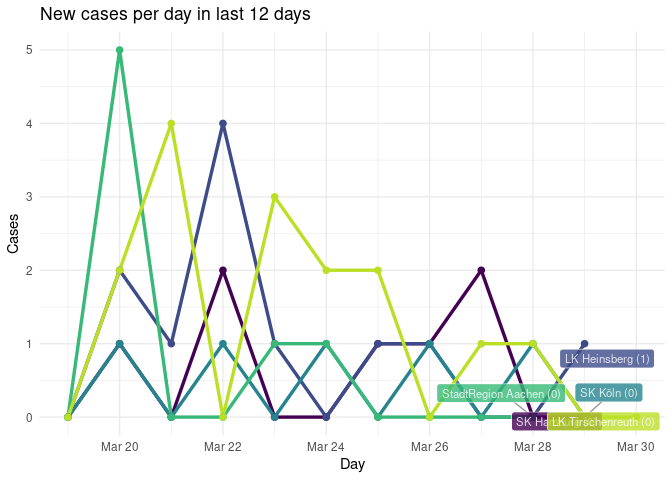 New cases per day in last 12 days
Cases
5
4
3
2
1
0
LK Heinsberg (1)
StadtRegion Aachen (0)
SK Köln (0)
SK Ha
LK Tirschenreuth (0)
Mar 20
Mar 22
Mar 24
Mar 26
Mar 28
Mar 30
Day